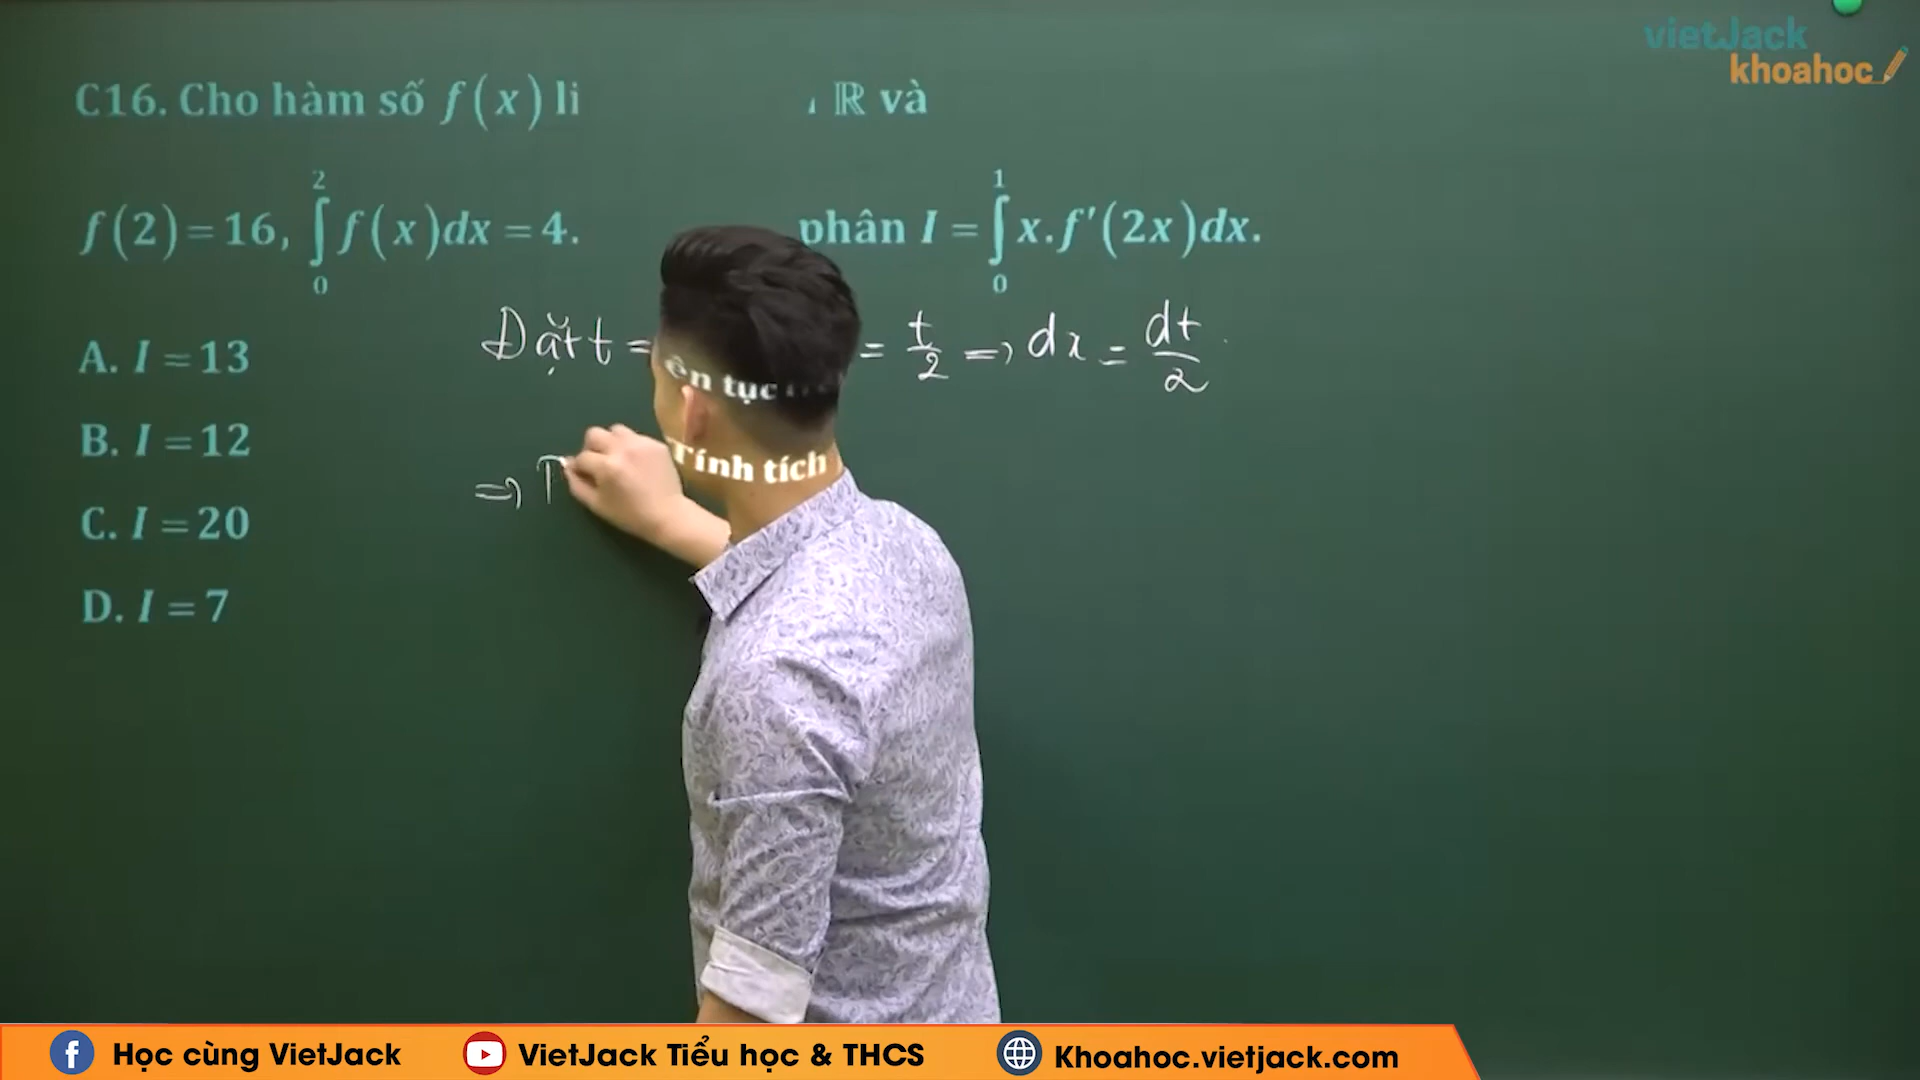 vietJack
khoahoc
C16. Cho hàm số f(x) liên tục trên ℝ và
f(2) = 16, ∫₀² f(x)dx = 4. Tính tích phân I = ∫₀¹ x.f′(2x)dx.
Đặt t = = t/2 ⇒ dx = dt/2
A. I = 13
B. I = 12
⇒
C. I = 20
D. I = 7
Học cùng VietJack
VietJack Tiểu học & THCS
Khoahoc.vietjack.com